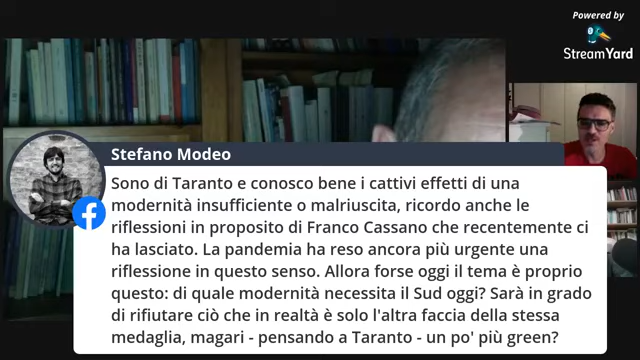 Powered by
StreamYard
Stefano Modeo
Sono di Taranto e conosco bene i cattivi effetti di una
modernità insufficiente o malriuscita, ricordo anche le
riflessioni in proposito di Franco Cassano che recentemente ci
ha lasciato. La pandemia ha reso ancora più urgente una
riflessione in questo senso. Allora forse oggi il tema è proprio
questo: di quale modernità necessita il Sud oggi? Sarà in grado
di rifiutare ciò che in realtà è solo l'altra faccia della stessa
medaglia, magari - pensando a Taranto - un po' più green?